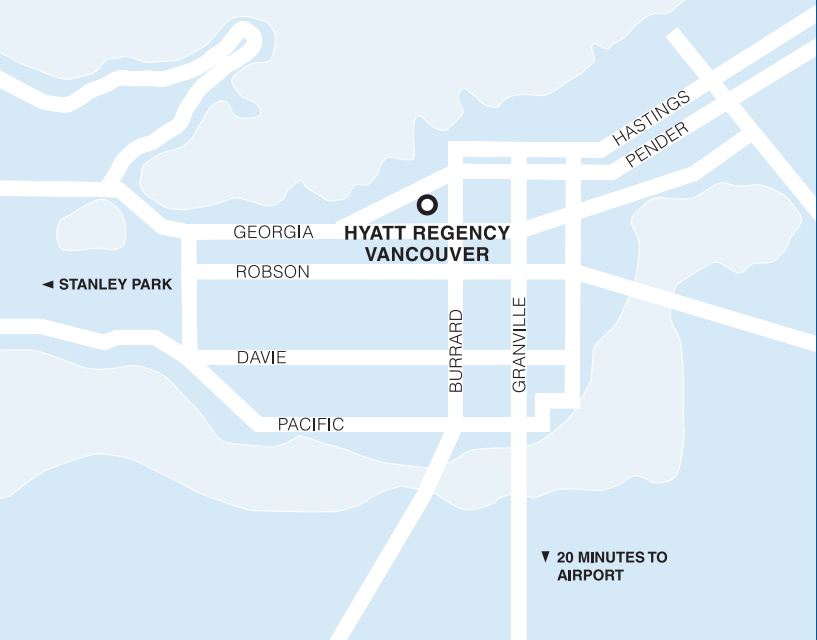 HASTINGS
PENDER
GEORGIA
HYATT REGENCY
VANCOUVER
ROBSON
◄ STANLEY PARK
BURRARD
GRANVILLE
DAVIE
PACIFIC
▼ 20 MINUTES TO
AIRPORT